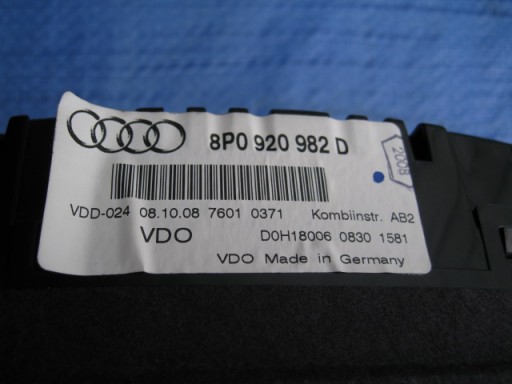 8P0 920 982 D
2008
VDD-024 08.10.08 7601 0371 Kombiinstr. AB2
VDO D0H18006 0830 1581
VDO Made in Germany